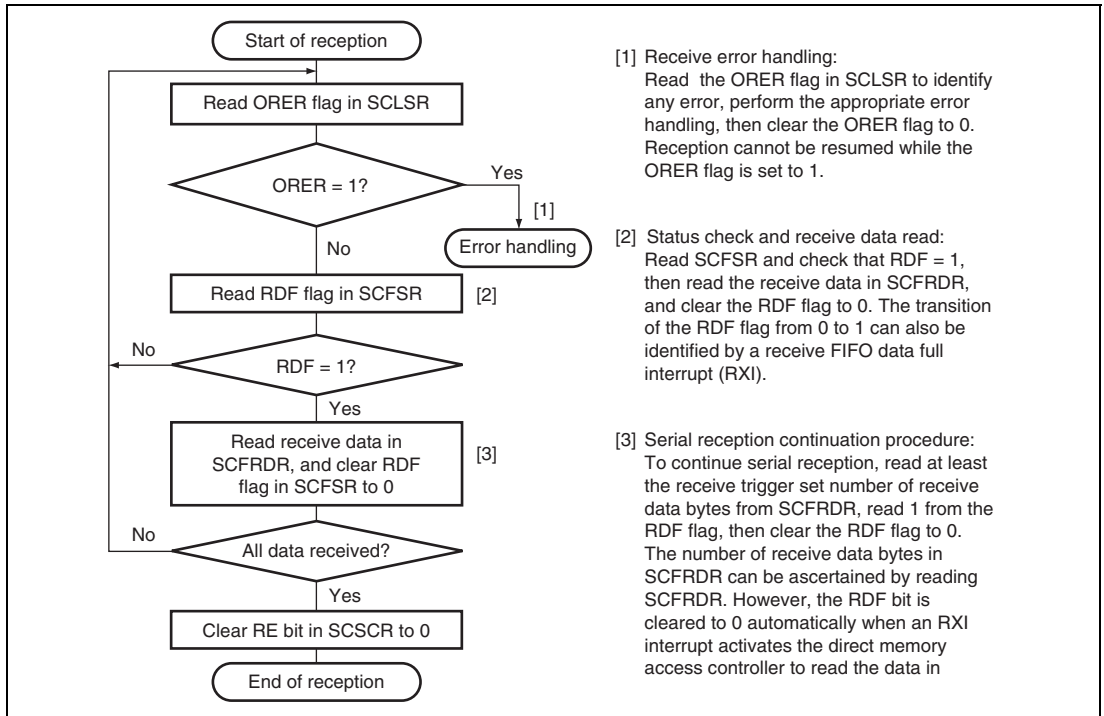 Start of reception
Read ORER flag in SCLSR
ORER = 1?
Yes
[1]
Error handling
No
Read RDF flag in SCFSR
[2]
No
RDF = 1?
Yes
Read receive data in
SCFRDR, and clear RDF
flag in SCFSR to 0
[3]
No
All data received?
Yes
Clear RE bit in SCSCR to 0
End of reception
[1] Receive error handling:
Read the ORER flag in SCLSR to identify
any error, perform the appropriate error
handling, then clear the ORER flag to 0.
Reception cannot be resumed while the
ORER flag is set to 1.
[2] Status check and receive data read:
Read SCFSR and check that RDF = 1,
then read the receive data in SCFRDR,
and clear the RDF flag to 0. The transition
of the RDF flag from 0 to 1 can also be
identified by a receive FIFO data full
interrupt (RXI).
[3] Serial reception continuation procedure:
To continue serial reception, read at least
the receive trigger set number of receive
data bytes from SCFRDR, read 1 from the
RDF flag, then clear the RDF flag to 0.
The number of receive data bytes in
SCFRDR can be ascertained by reading
SCFRDR. However, the RDF bit is
cleared to 0 automatically when an RXI
interrupt activates the direct memory
access controller to read the data in